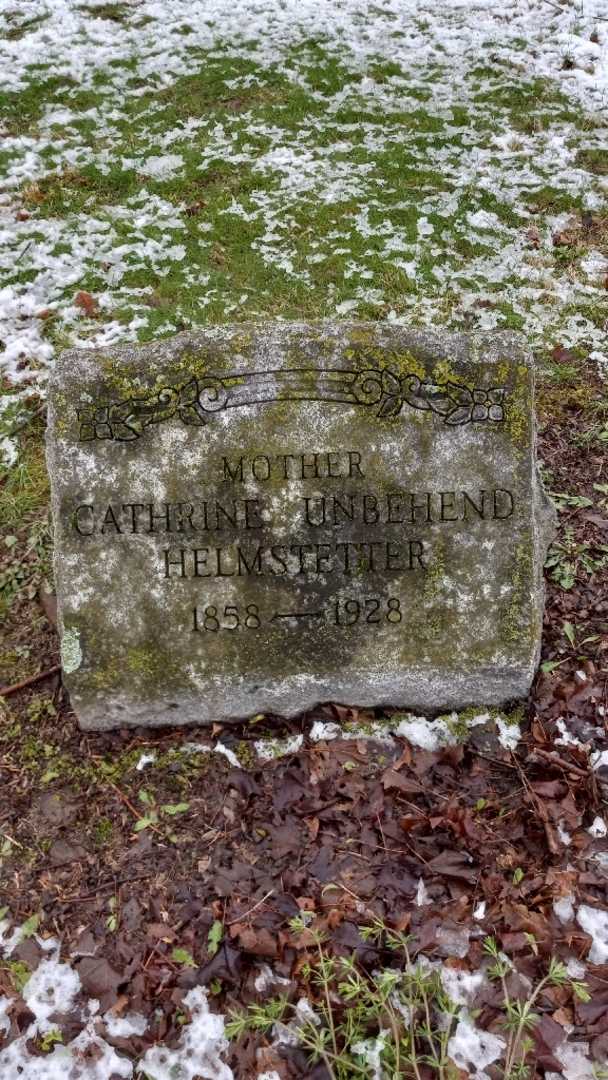 MOTHER
CATHRINE UNBEHEND
HELMSTETTER
1858 — 1928